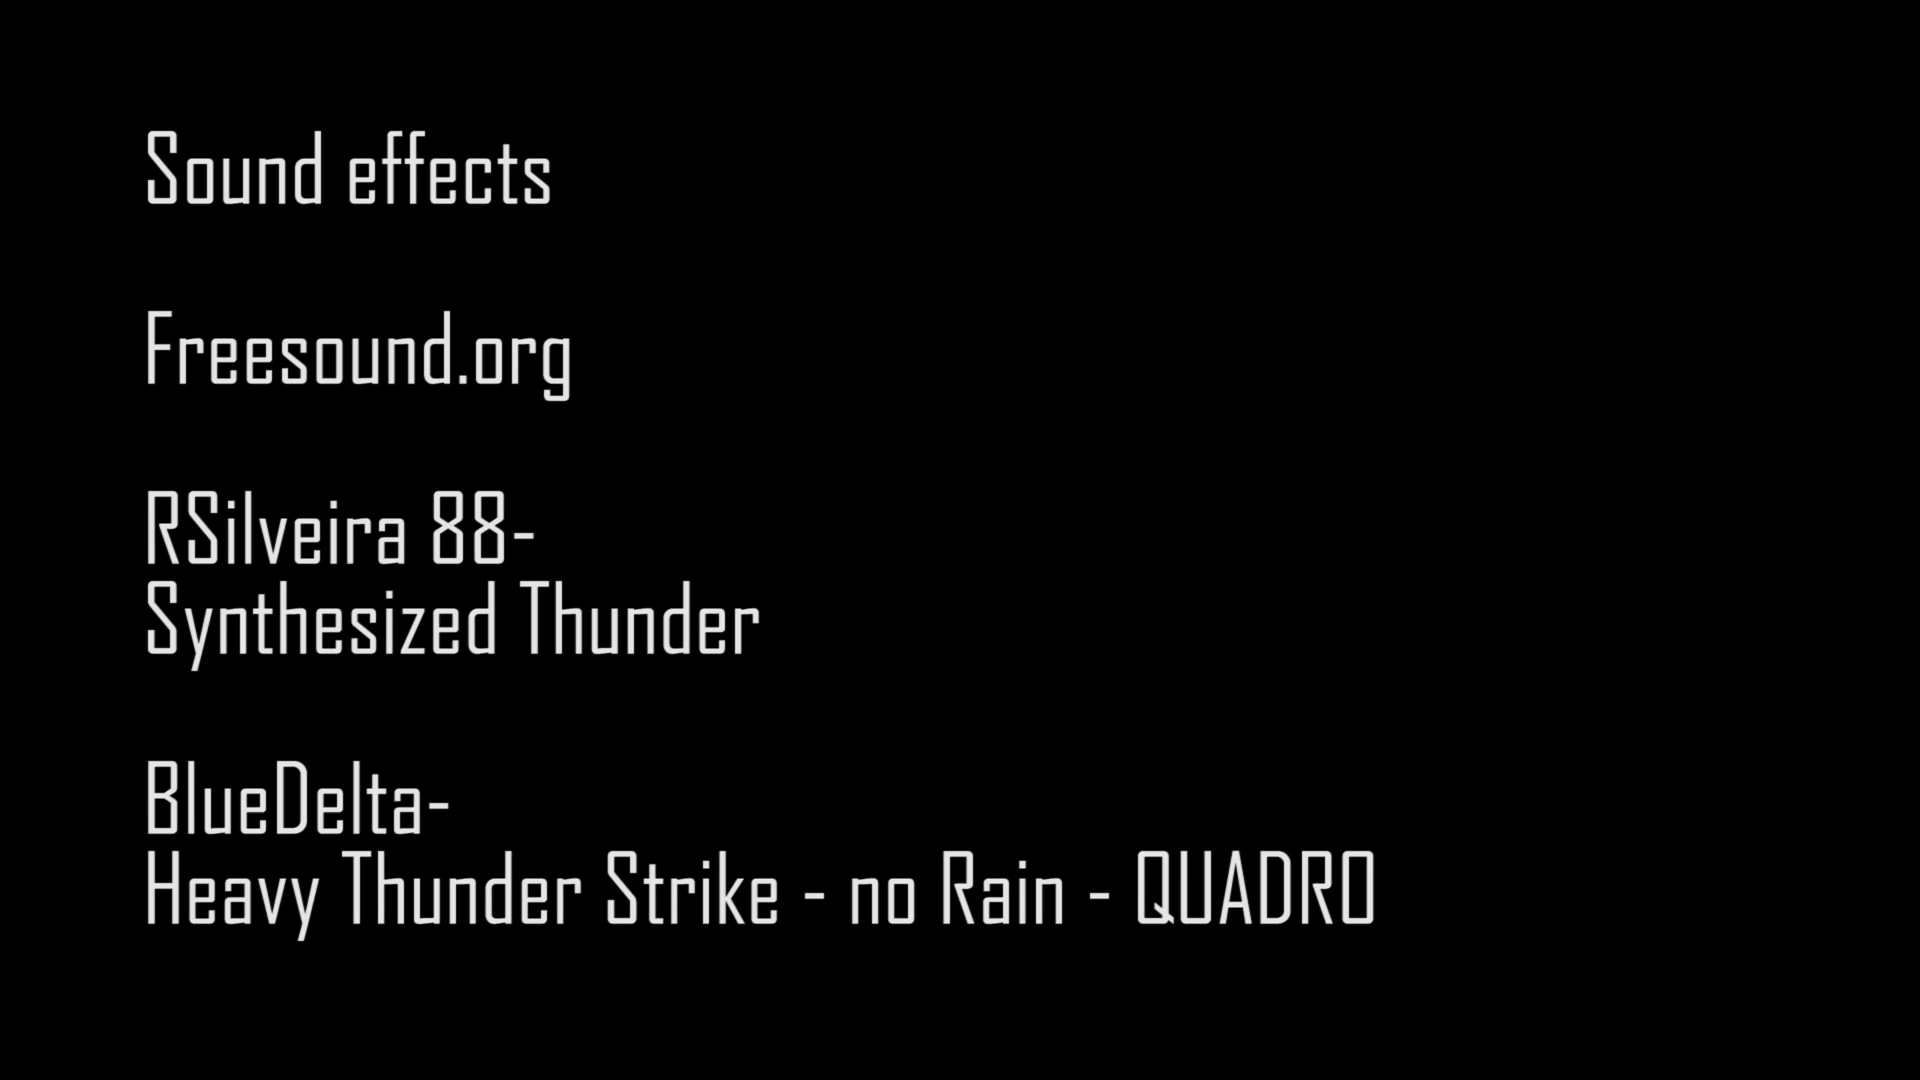 Sound effects
Freesound.org
RSilveira 88-
Synthesized Thunder
BlueDelta-
Heavy Thunder Strike - no Rain - QUADRO